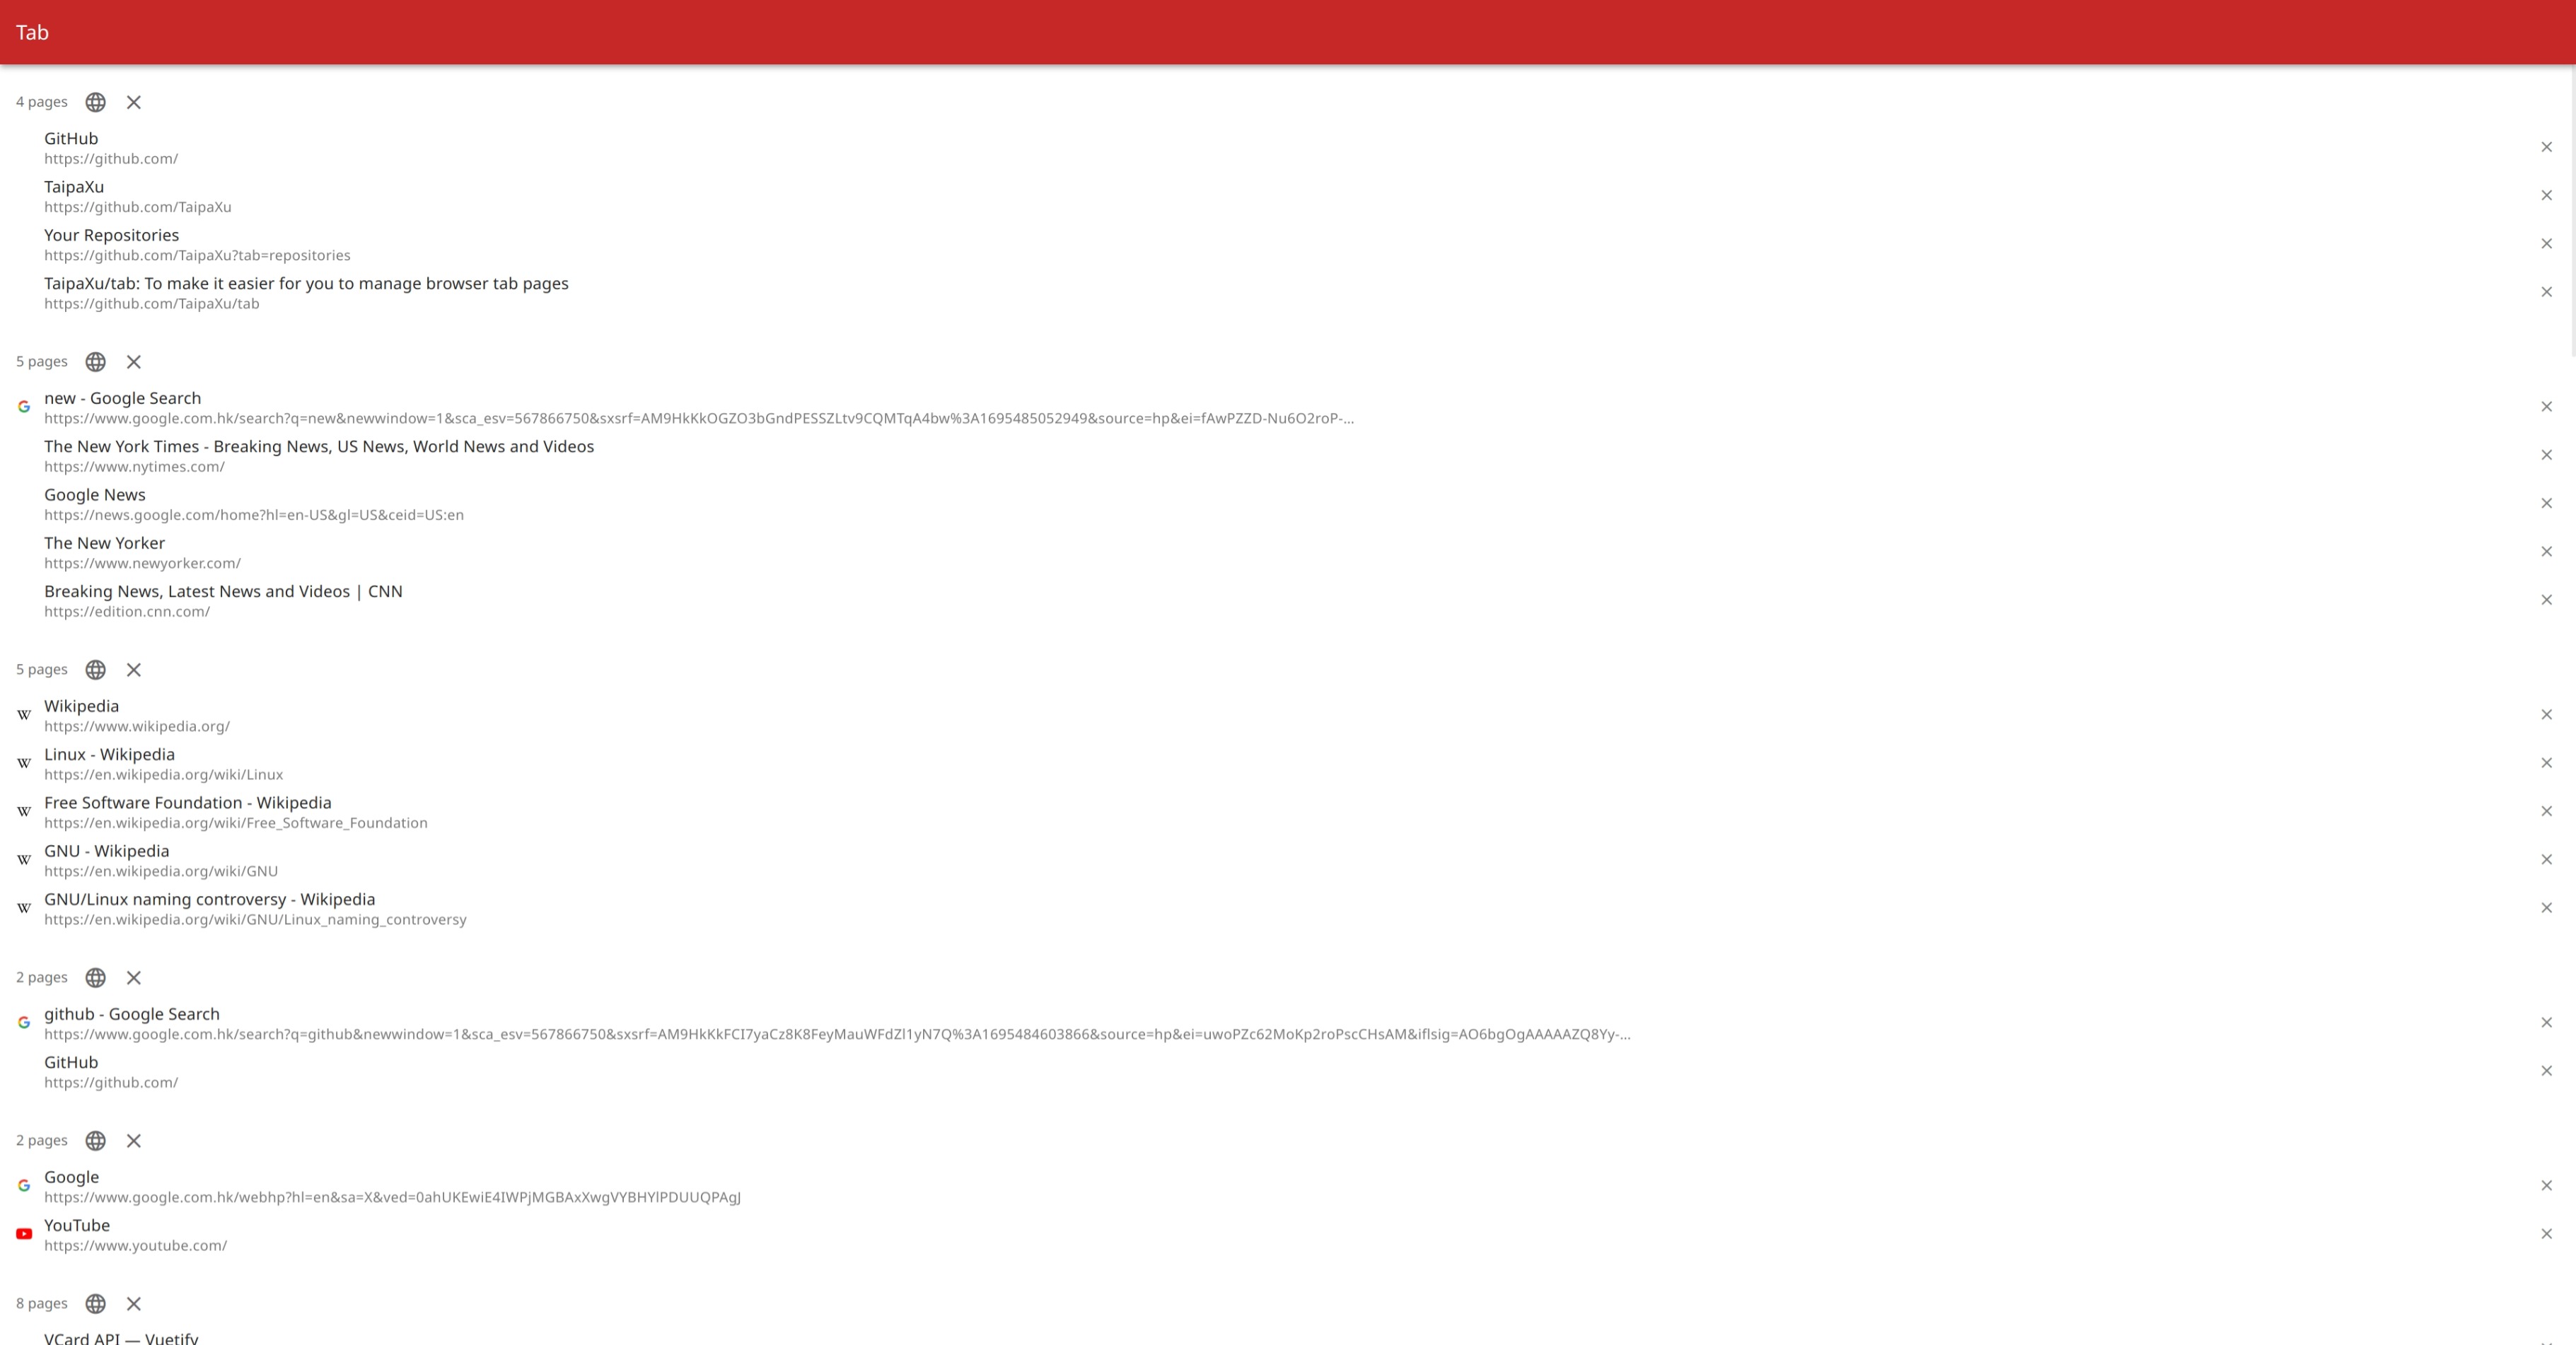 Tab
4 pages
GitHub
https://github.com/
TaipaXu
https://github.com/TaipaXu
Your Repositories
https://github.com/TaipaXu?tab=repositories
TaipaXu/tab: To make it easier for you to manage browser tab pages
https://github.com/TaipaXu/tab
5 pages
new - Google Search
https://www.google.com.hk/search?q=new&newwindow=1&sca_esv=567866750&sxsrf=AM9HkKkOGZO3bGndPESSZLtv9CQMTqA4bw%3A1695485052949&source=hp&ei=fAwPZZD-Nu6O2roP-...
The New York Times - Breaking News, US News, World News and Videos
https://www.nytimes.com/
Google News
https://news.google.com/home?hl=en-US&gl=US&ceid=US:en
The New Yorker
https://www.newyorker.com/
Breaking News, Latest News and Videos | CNN
https://edition.cnn.com/
5 pages
W Wikipedia
https://www.wikipedia.org/
W Linux - Wikipedia
https://en.wikipedia.org/wiki/Linux
W Free Software Foundation - Wikipedia
https://en.wikipedia.org/wiki/Free_Software_Foundation
W GNU - Wikipedia
https://en.wikipedia.org/wiki/GNU
W GNU/Linux naming controversy - Wikipedia
https://en.wikipedia.org/wiki/GNU/Linux_naming_controversy
2 pages
github - Google Search
https://www.google.com.hk/search?q=github&newwindow=1&sca_esv=567866750&sxsrf=AM9HkKkFCI7yaCz8K8FeyMauWFdZl1yN7Q%3A1695484603866&source=hp&ei=uwoPZc62MoKp2roPscCHsAM&iflsig=AO6bgOgAAAAAZQ8Yy-...
GitHub
https://github.com/
2 pages
Google
https://www.google.com.hk/webhp?hl=en&sa=X&ved=0ahUKEwiE4IWPjMGBAxXwgVYBHYlPDUUQPAgJ
YouTube
https://www.youtube.com/
8 pages
VCard API — Vuetify